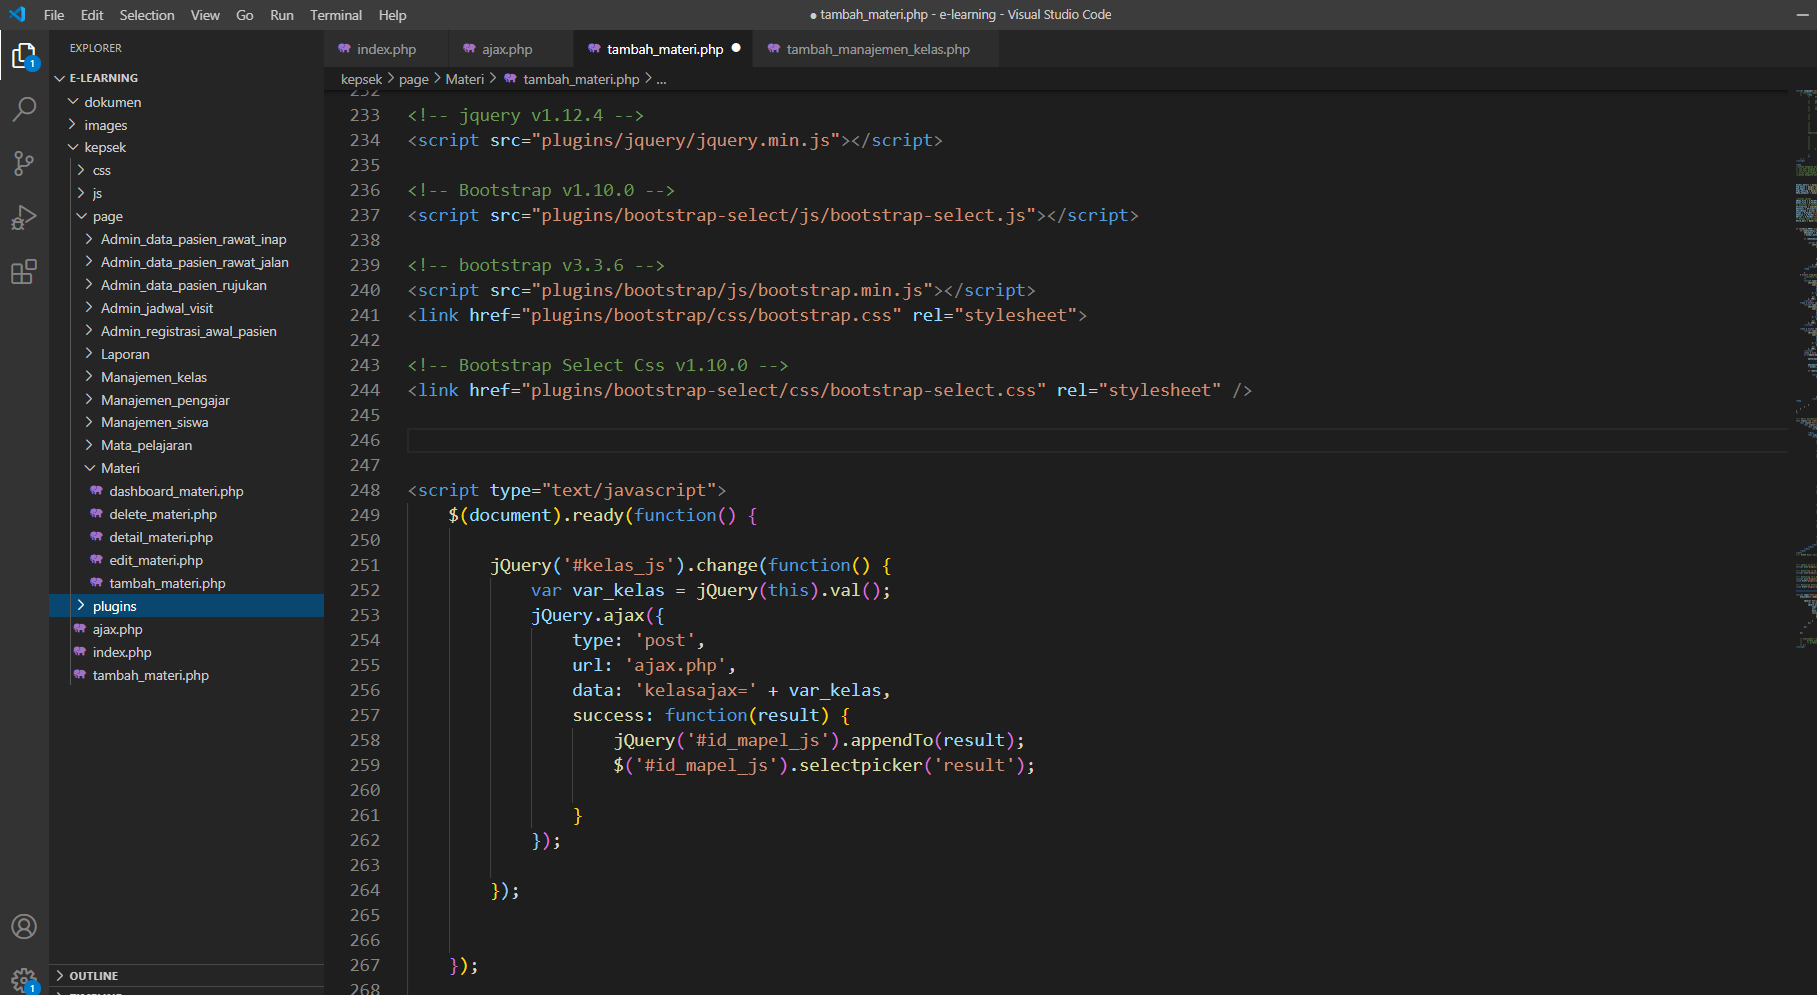 File Edit Selection View Go Run Terminal Help
● tambah_materi.php - e-learning - Visual Studio Code
EXPLORER
E-LEARNING
dokumen
images
kepsek
css
js
page
Admin_data_pasien_rawat_inap
Admin_data_pasien_rawat_jalan
Admin_data_pasien_rujukan
Admin_jadwal_visit
Admin_registrasi_awal_pasien
Laporan
Manajemen_kelas
Manajemen_pengajar
Manajemen_siswa
Mata_pelajaran
Materi
dashboard_materi.php
delete_materi.php
detail_materi.php
edit_materi.php
tambah_materi.php
plugins
ajax.php
index.php
tambah_materi.php
OUTLINE
TIMELINE
1
1
index.php ajax.php tambah_materi.php ● tambah_manajemen_kelas.php
kepsek > page > Materi > tambah_materi.php > ...
232
233 <!-- jquery v1.12.4 -->
234 <script src="plugins/jquery/jquery.min.js"></script>
235
236 <!-- Bootstrap v1.10.0 -->
237 <script src="plugins/bootstrap-select/js/bootstrap-select.js"></script>
238
239 <!-- bootstrap v3.3.6 -->
240 <script src="plugins/bootstrap/js/bootstrap.min.js"></script>
241 <link href="plugins/bootstrap/css/bootstrap.css" rel="stylesheet">
242
243 <!-- Bootstrap Select Css v1.10.0 -->
244 <link href="plugins/bootstrap-select/css/bootstrap-select.css" rel="stylesheet" />
245
246
247
248 <script type="text/javascript">
249 $(document).ready(function() {
250
251 jQuery('#kelas_js').change(function() {
252 var var_kelas = jQuery(this).val();
253 jQuery.ajax({
254 type: 'post',
255 url: 'ajax.php',
256 data: 'kelasajax=' + var_kelas,
257 success: function(result) {
258 jQuery('#id_mapel_js').appendTo(result);
259 $('#id_mapel_js').selectpicker('result');
260
261 }
262 });
263
264 });
265
266
267 });
268